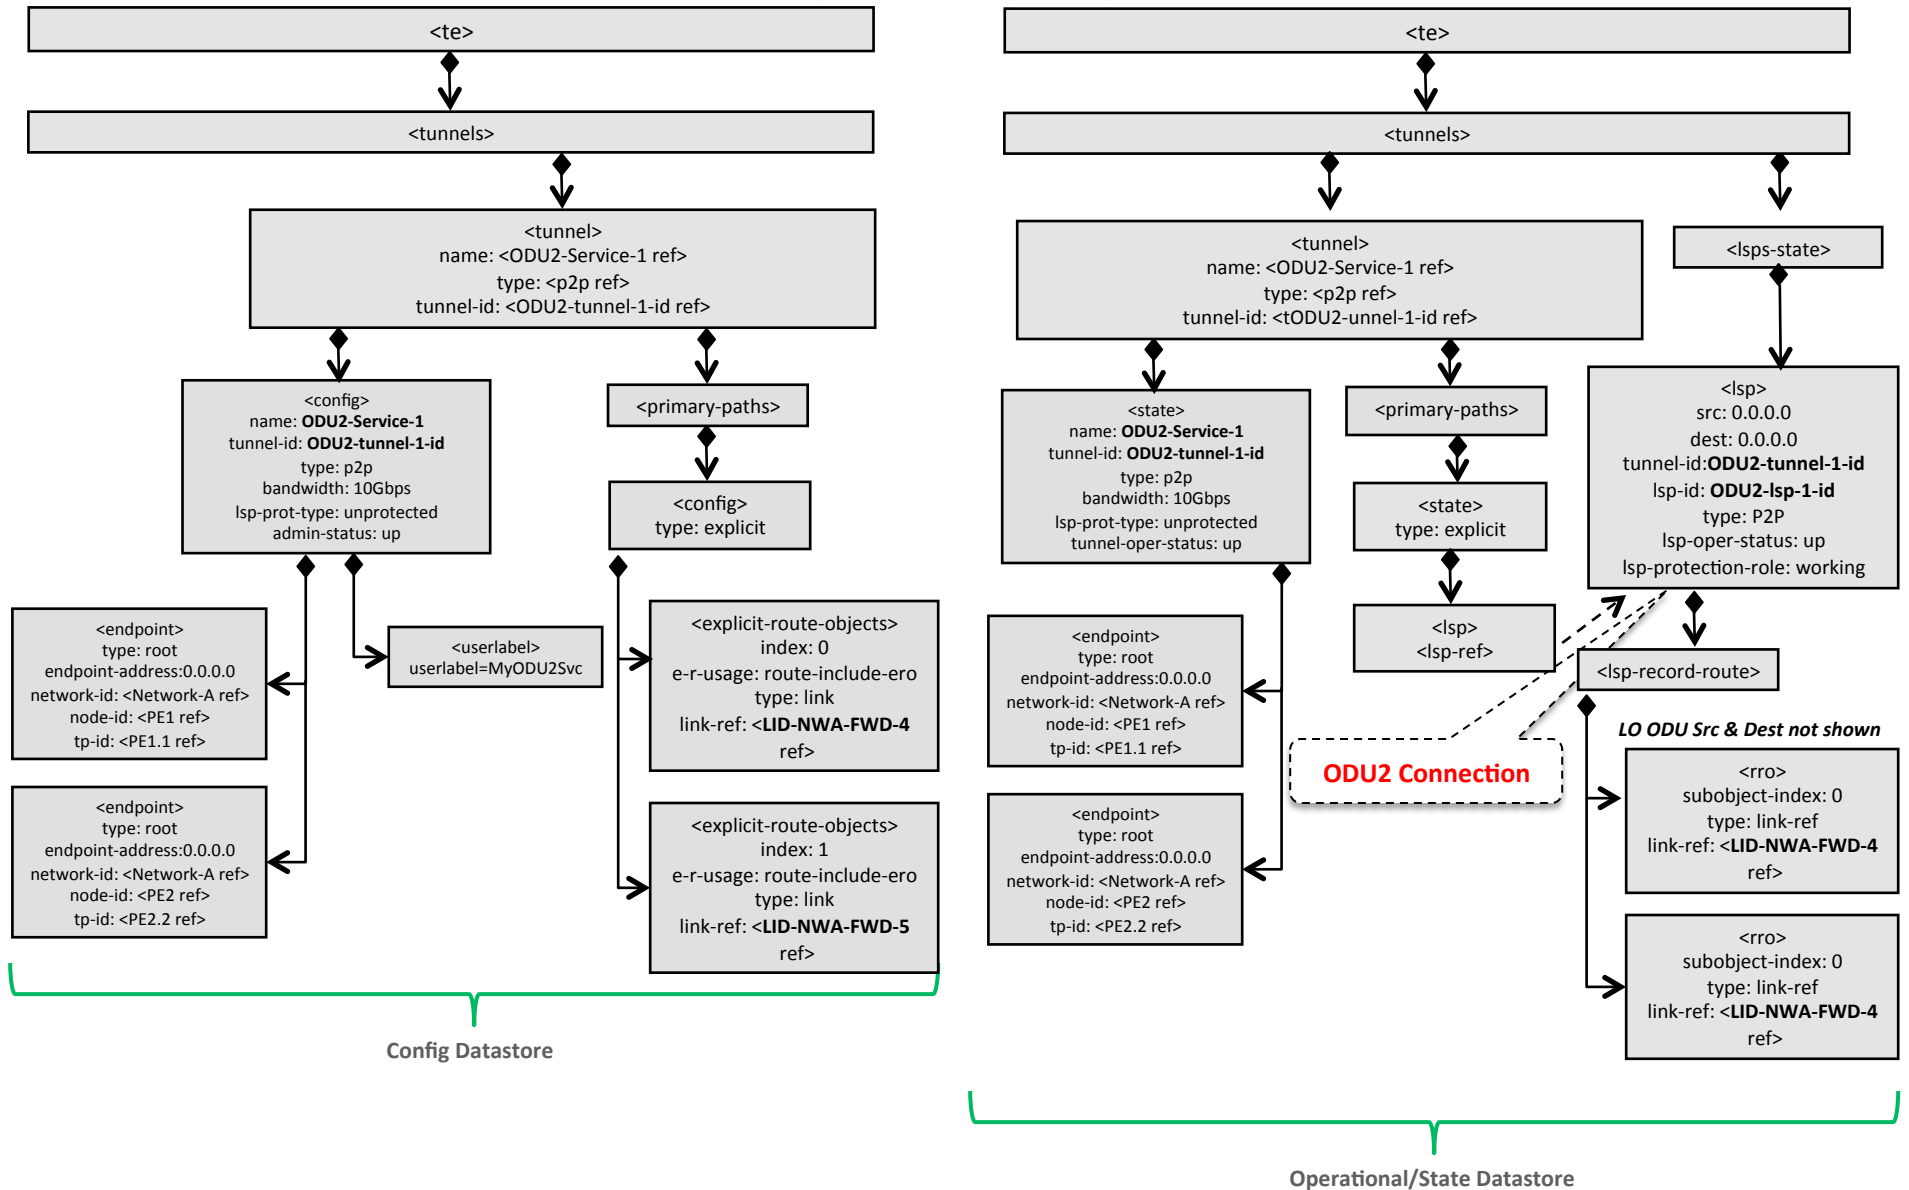 <te>
<tunnels>
<tunnel>
name: <ODU2-Service-1 ref>
type: <p2p ref>
tunnel-id: <ODU2-tunnel-1-id ref>
<config>
name: ODU2-Service-1
tunnel-id: ODU2-tunnel-1-id
type: p2p
bandwidth: 10Gbps
lsp-prot-type: unprotected
admin-status: up
<primary-paths>
<config>
type: explicit
<endpoint>
type: root
endpoint-address:0.0.0.0
network-id: <Network-A ref>
node-id: <PE1 ref>
tp-id: <PE1.1 ref>
<userlabel>
userlabel=MyODU2Svc
<explicit-route-objects>
index: 0
e-r-usage: route-include-ero
type: link
link-ref: <LID-NWA-FWD-4
ref>
<endpoint>
type: root
endpoint-address:0.0.0.0
network-id: <Network-A ref>
node-id: <PE2 ref>
tp-id: <PE2.2 ref>
<explicit-route-objects>
index: 1
e-r-usage: route-include-ero
type: link
link-ref: <LID-NWA-FWD-5
ref>
Config Datastore
<te>
<tunnels>
<tunnel>
name: <ODU2-Service-1 ref>
type: <p2p ref>
tunnel-id: <tODU2-unnel-1-id ref>
<lsps-state>
<state>
name: ODU2-Service-1
tunnel-id: ODU2-tunnel-1-id
type: p2p
bandwidth: 10Gbps
lsp-prot-type: unprotected
tunnel-oper-status: up
<primary-paths>
<state>
type: explicit
<lsp>
<lsp-ref>
<lsp>
src: 0.0.0.0
dest: 0.0.0.0
tunnel-id:ODU2-tunnel-1-id
lsp-id: ODU2-lsp-1-id
type: P2P
lsp-oper-status: up
lsp-protection-role: working
<endpoint>
type: root
endpoint-address:0.0.0.0
network-id: <Network-A ref>
node-id: <PE1 ref>
tp-id: <PE1.1 ref>
<lsp-record-route>
LO ODU Src & Dest not shown
ODU2 Connection
<rro>
subobject-index: 0
type: link-ref
link-ref: <LID-NWA-FWD-4
ref>
<endpoint>
type: root
endpoint-address:0.0.0.0
network-id: <Network-A ref>
node-id: <PE2 ref>
tp-id: <PE2.2 ref>
<rro>
subobject-index: 0
type: link-ref
link-ref: <LID-NWA-FWD-4
ref>
Operational/State Datastore